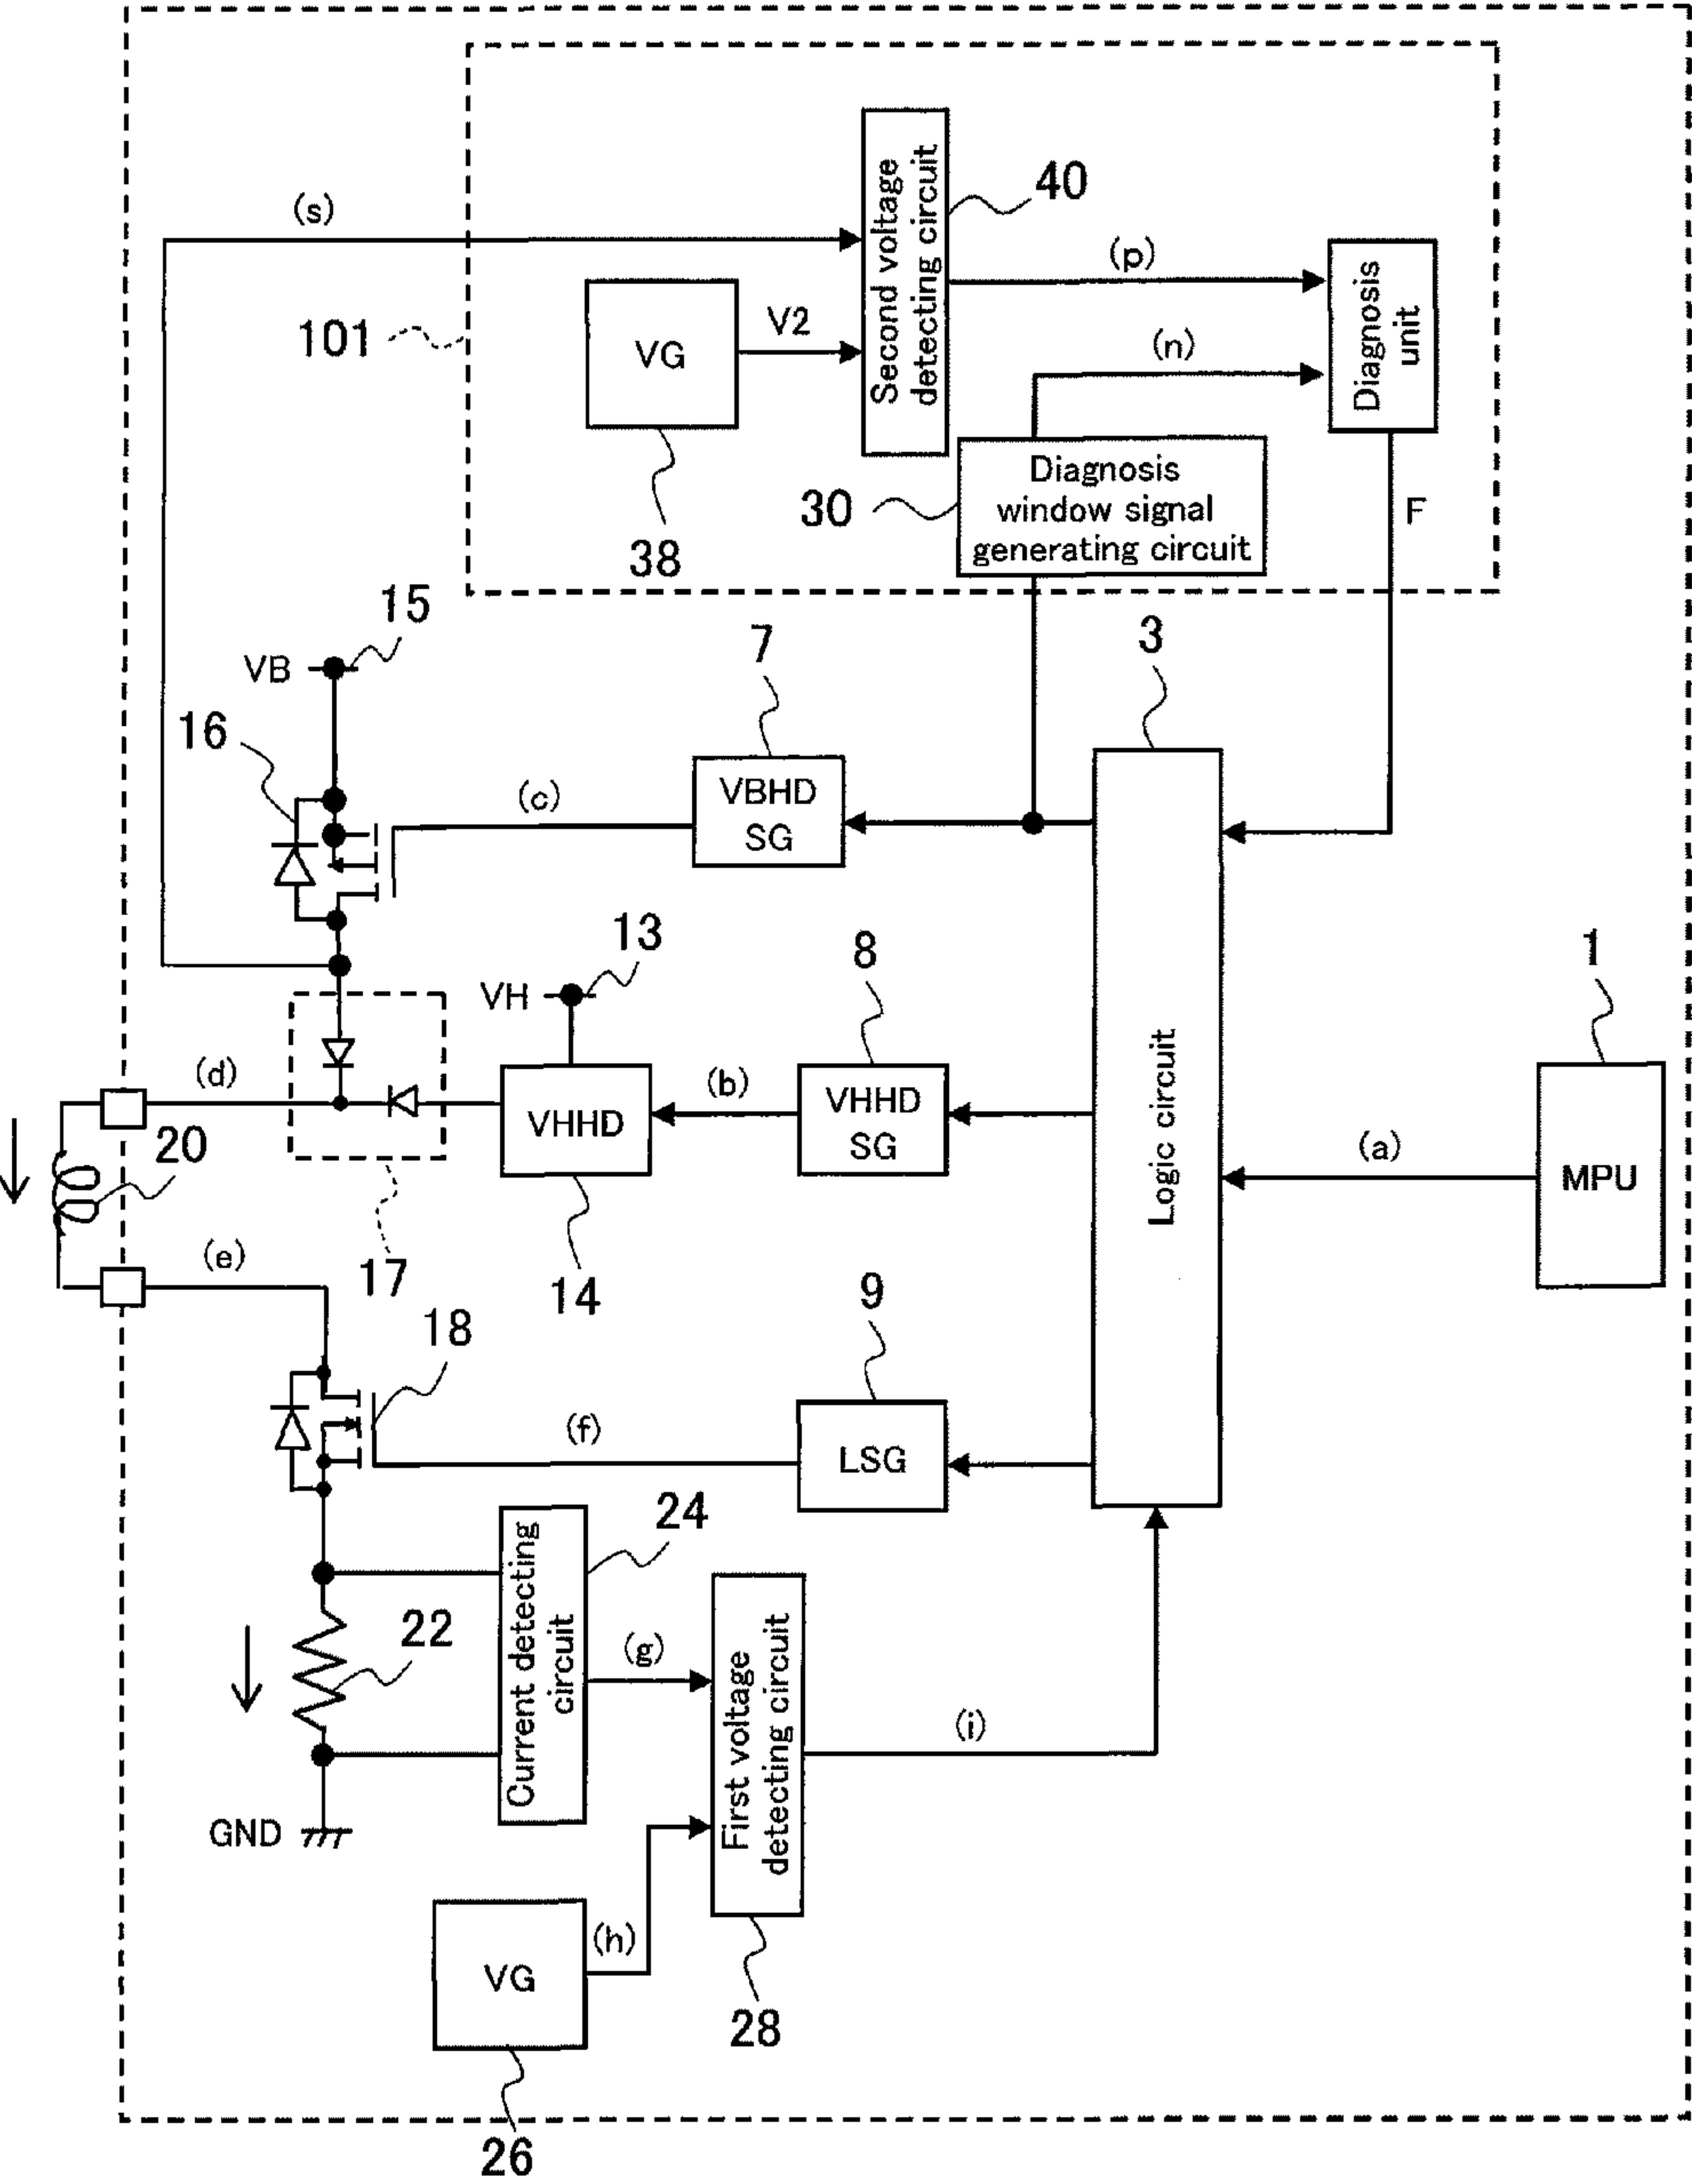 (s)
Second voltage
detecting circuit
40
(p)
Diagnosis
unit
101
VG
V2
(n)
38
30
Diagnosis
window signal
generating circuit
F
15
VB
16
7
3
(c)
VBHD
SG
13
VH
8
1
(d)
VHHD
(b)
VHHD
SG
Logic circuit
(a)
MPU
20
17
14
(e)
18
9
(f)
LSG
24
Current detecting
circuit
22
(g)
First voltage
detecting circuit
(i)
GND
VG
(h)
28
26